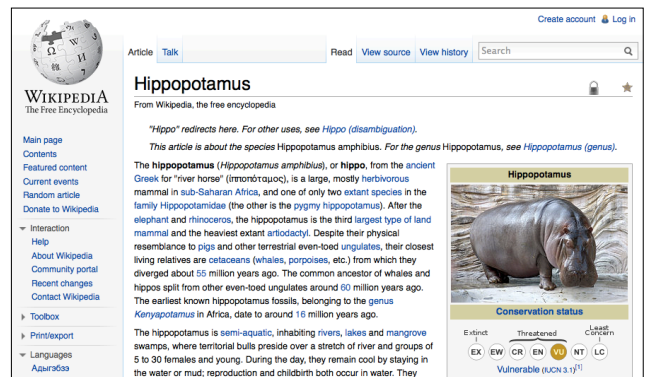 Create account Log in
Article Talk Read View source View history Search
WIKIPEDIA
The Free Encyclopedia
Main page
Contents
Featured content
Current events
Random article
Donate to Wikipedia
Interaction
Help
About Wikipedia
Community portal
Recent changes
Contact Wikipedia
Toolbox
Print/export
Languages
Адыгэбзэ
Hippopotamus
From Wikipedia, the free encyclopedia
"Hippo" redirects here. For other uses, see Hippo (disambiguation).
This article is about the species Hippopotamus amphibius. For the genus Hippopotamus, see Hippopotamus (genus).
The hippopotamus (Hippopotamus amphibius), or hippo, from the ancient
Greek for "river horse" (ἱπποπόταμος), is a large, mostly herbivorous
mammal in sub-Saharan Africa, and one of only two extant species in the
family Hippopotamidae (the other is the pygmy hippopotamus). After the
elephant and rhinoceros, the hippopotamus is the third largest type of land
mammal and the heaviest extant artiodactyl. Despite their physical
resemblance to pigs and other terrestrial even-toed ungulates, their closest
living relatives are cetaceans (whales, porpoises, etc.) from which they
diverged about 55 million years ago. The common ancestor of whales and
hippos split from other even-toed ungulates around 60 million years ago.
The earliest known hippopotamus fossils, belonging to the genus
Kenyapotamus in Africa, date to around 16 million years ago.
The hippopotamus is semi-aquatic, inhabiting rivers, lakes and mangrove
swamps, where territorial bulls preside over a stretch of river and groups of
5 to 30 females and young. During the day, they remain cool by staying in
the water or mud; reproduction and childbirth both occur in water. They
Hippopotamus
Conservation status
Extinct Threatened Least Concern
EX EW CR EN VU NT LC
Vulnerable (IUCN 3.1)[1]